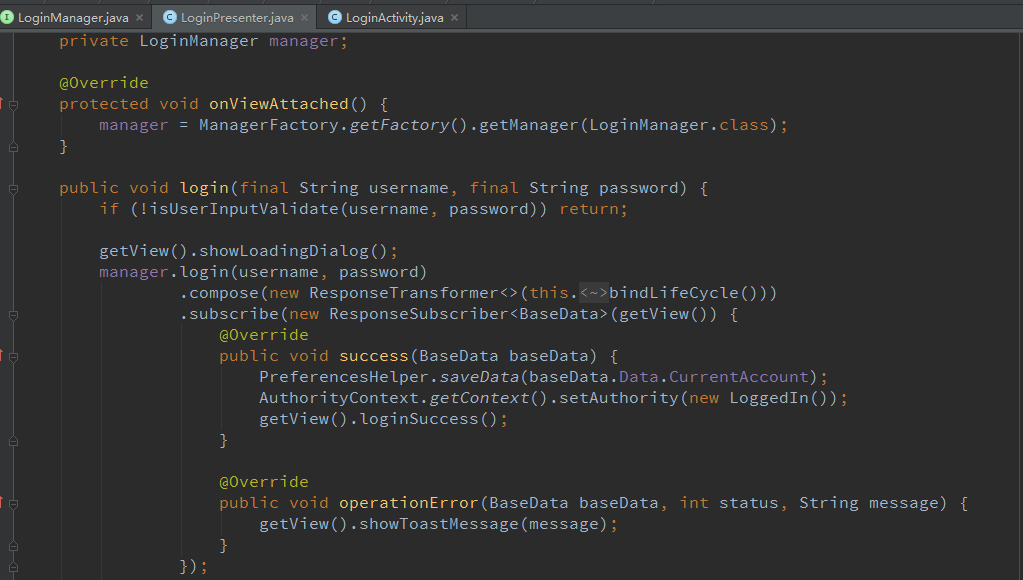 I LoginManager.java × C LoginPresenter.java × C LoginActivity.java ×
private LoginManager manager;
@Override
protected void onViewAttached() {
manager = ManagerFactory.getFactory().getManager(LoginManager.class);
}
public void login(final String username, final String password) {
if (!isUserInputValidate(username, password)) return;
getView().showLoadingDialog();
manager.login(username, password)
.compose(new ResponseTransformer<>(this.<~>bindLifeCycle()))
.subscribe(new ResponseSubscriber<BaseData>(getView()) {
@Override
public void success(BaseData baseData) {
PreferencesHelper.saveData(baseData.Data.CurrentAccount);
AuthorityContext.getContext().setAuthority(new LoggedIn());
getView().loginSuccess();
}
@Override
public void operationError(BaseData baseData, int status, String message) {
getView().showToastMessage(message);
}
});